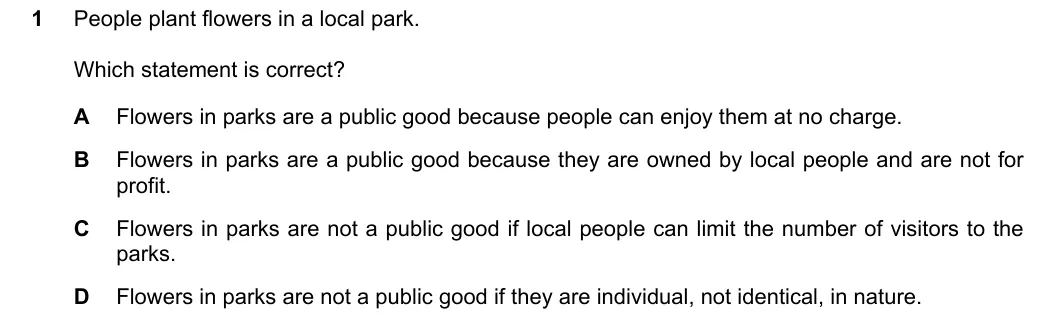 1 People plant flowers in a local park.
Which statement is correct?
A Flowers in parks are a public good because people can enjoy them at no charge.
B Flowers in parks are a public good because they are owned by local people and are not for
profit.
C Flowers in parks are not a public good if local people can limit the number of visitors to the
parks.
D Flowers in parks are not a public good if they are individual, not identical, in nature.